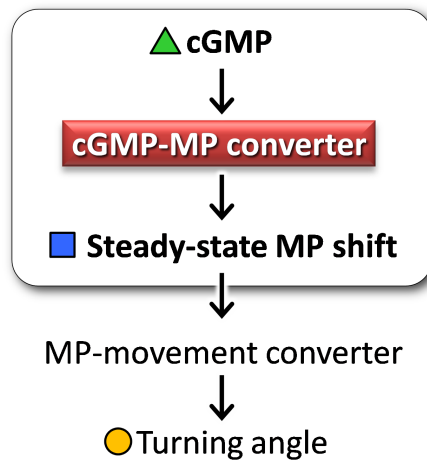 cGMP
cGMP-MP converter
Steady-state MP shift
MP-movement converter
Turning angle